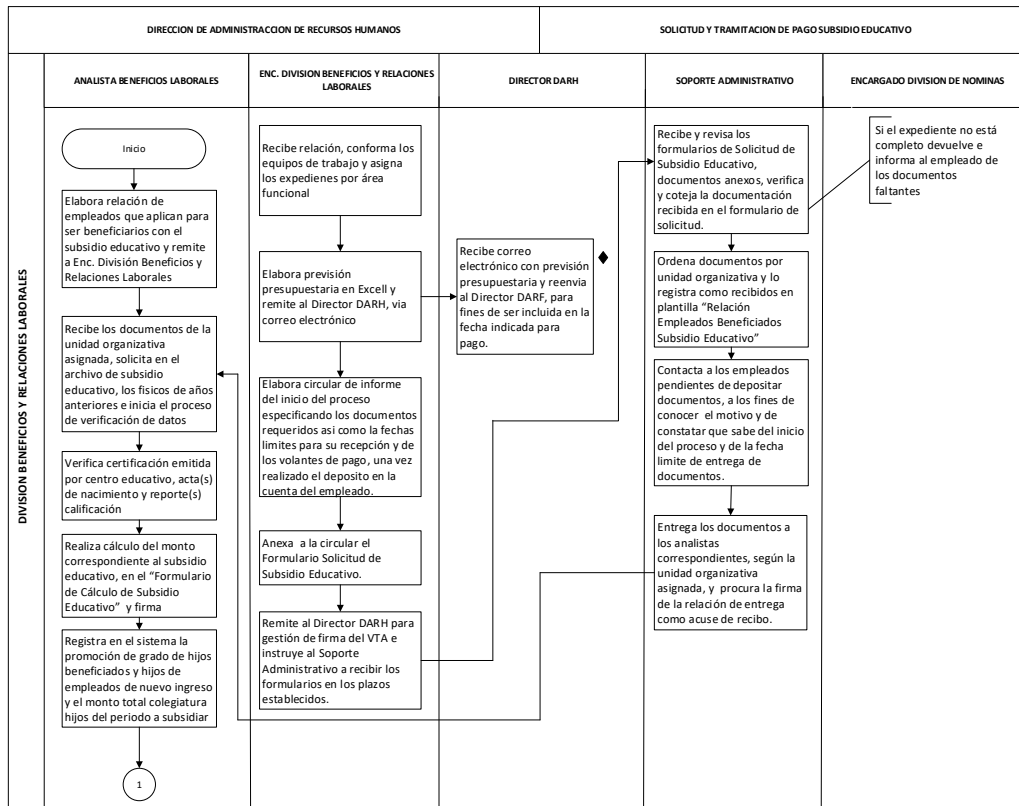 DIRECCION DE ADMINISTRACCION DE RECURSOS HUMANOS
SOLICITUD Y TRAMITACION DE PAGO SUBSIDIO EDUCATIVO
DIVISION BENEFICIOS Y RELACIONES LABORALES
ANALISTA BENEFICIOS LABORALES
Inicio
Elabora relación de
empleados que aplican para
ser beneficiarios con el
subsidio educativo y remite
a Enc. División Beneficios y
Relaciones Laborales
Recibe los documentos de la
unidad organizativa
asignada, solicita en el
archivo de subsidio
educativo, los fisicos de años
anteriores e inicia el proceso
de verificación de datos
Verifica certificación emitida
por centro educativo, acta(s)
de nacimiento y reporte(s)
calificación
Realiza cálculo del monto
correspondiente al subsidio
educativo, en el “Formulario
de Cálculo de Subsidio
Educativo” y firma
Registra en el sistema la
promoción de grado de hijos
beneficiados y hijos de
empleados de nuevo ingreso
y el monto total colegiatura
hijos del periodo a subsidiar
1
ENC. DIVISION BENEFICIOS Y RELACIONES
LABORALES
Recibe relación, conforma los
equipos de trabajo y asigna
los expedienes por área
funcional
Elabora previsión
presupuestaria en Excell y
remite al Director DARH, via
correo electrónico
Elabora circular de informe
del inicio del proceso
especificando los documentos
requeridos asi como la fechas
limites para su recepción y de
los volantes de pago, una vez
realizado el deposito en la
cuenta del empleado.
Anexa a la circular el
Formulario Solicitud de
Subsidio Educativo.
Remite al Director DARH para
gestión de firma del VTA e
instruye al Soporte
Administrativo a recibir los
formularios en los plazos
establecidos.
DIRECTOR DARH
Recibe correo
electrónico con previsión
presupuestaria y reenvia
al Director DARF, para
fines de ser incluida en la
fecha indicada para
pago.
SOPORTE ADMINISTRATIVO
Recibe y revisa los
formularios de Solicitud de
Subsidio Educativo,
documentos anexos, verifica
y coteja la documentación
recibida en el formulario de
solicitud.
Ordena documentos por
unidad organizativa y lo
registra como recibidos en
plantilla “Relación
Empleados Beneficiados
Subsidio Educativo”
Contacta a los empleados
pendientes de depositar
documentos, a los fines de
conocer el motivo y de
constatar que sabe del inicio
del proceso y de la fecha
limite de entrega de
documentos.
Entrega los documentos a
los analistas
correspondientes, según la
unidad organizativa
asignada, y procura la firma
de la relación de entrega
como acuse de recibo.
ENCARGADO DIVISION DE NOMINAS
Si el expediente no está
completo devuelve e
informa al empleado de
los documentos
faltantes